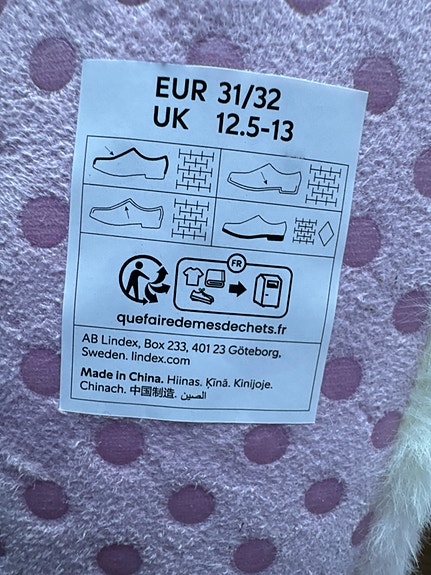 EUR 31/32
UK 12.5-13
FR
quefairedemesdechets.fr
AB Lindex, Box 233, 401 23 Göteborg,
Sweden. lindex.com
Made in China. Hiinas. Ķīnā. Kinijoje.
Chinach. 中国制造. الصين